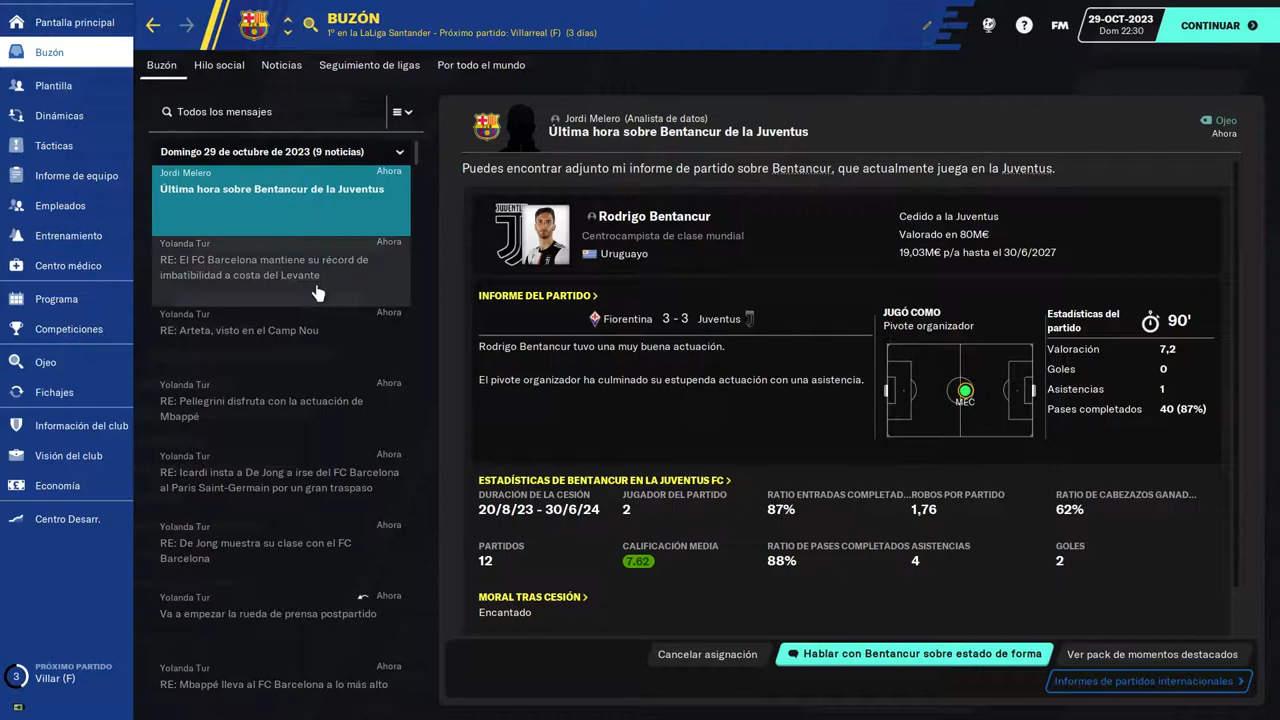 Pantalla principal
Buzón
Plantilla
Dinámicas
Tácticas
Informe de equipo
Empleados
Entrenamiento
Centro médico
Programa
Competiciones
Ojeo
Fichajes
Información del club
Visión del club
Economía
Centro Desarr.
3
PRÓXIMO PARTIDO
Villar (F)
BUZÓN
1º en la LaLiga Santander - Próximo partido: Villarreal (F) (3 días)
FM
29-OCT-2023
Dom 22:30
CONTINUAR
Buzón
Hilo social
Noticias
Seguimiento de ligas
Por todo el mundo
Todos los mensajes
Domingo 29 de octubre de 2023 (9 noticias)
Jordi Melero
Ahora
Última hora sobre Bentancur de la Juventus
Yolanda Tur
Ahora
RE: El FC Barcelona mantiene su récord de
imbatibilidad a costa del Levante
Yolanda Tur
Ahora
RE: Arteta, visto en el Camp Nou
Yolanda Tur
Ahora
RE: Pellegrini disfruta con la actuación de
Mbappé
Yolanda Tur
Ahora
RE: Icardi insta a De Jong a irse del FC Barcelona
al Paris Saint-Germain por un gran traspaso
Yolanda Tur
Ahora
RE: De Jong muestra su clase con el FC
Barcelona
Yolanda Tur
Ahora
Va a empezar la rueda de prensa postpartido
Yolanda Tur
Ahora
RE: Mbappé lleva al FC Barcelona a lo más alto
Jordi Melero (Analista de datos)
Última hora sobre Bentancur de la Juventus
Ojeo
Ahora
Puedes encontrar adjunto mi informe de partido sobre Bentancur, que actualmente juega en la Juventus.
JUVENTUS
Rodrigo Bentancur
Centrocampista de clase mundial
Uruguayo
Cedido a la Juventus
Valorado en 80M€
19,03M€ p/a hasta el 30/6/2027
INFORME DEL PARTIDO >
Fiorentina 3 - 3 Juventus
Rodrigo Bentancur tuvo una muy buena actuación.
El pivote organizador ha culminado su estupenda actuación con una asistencia.
JUGÓ COMO
Pivote organizador
MEC
Estadísticas del
partido
90'
Valoración 7,2
Goles 0
Asistencias 1
Pases completados 40 (87%)
ESTADÍSTICAS DE BENTANCUR EN LA JUVENTUS FC >
DURACIÓN DE LA CESIÓN
20/8/23 - 30/6/24
JUGADOR DEL PARTIDO
2
RATIO ENTRADAS COMPLETAD...
87%
ROBOS POR PARTIDO
1,76
RATIO DE CABEZAZOS GANAD...
62%
PARTIDOS
12
CALIFICACIÓN MEDIA
7.62
RATIO DE PASES COMPLETADOS
88%
ASISTENCIAS
4
GOLES
2
MORAL TRAS CESIÓN >
Encantado
Cancelar asignación
Hablar con Bentancur sobre estado de forma
Ver pack de momentos destacados
Informes de partidos internacionales >